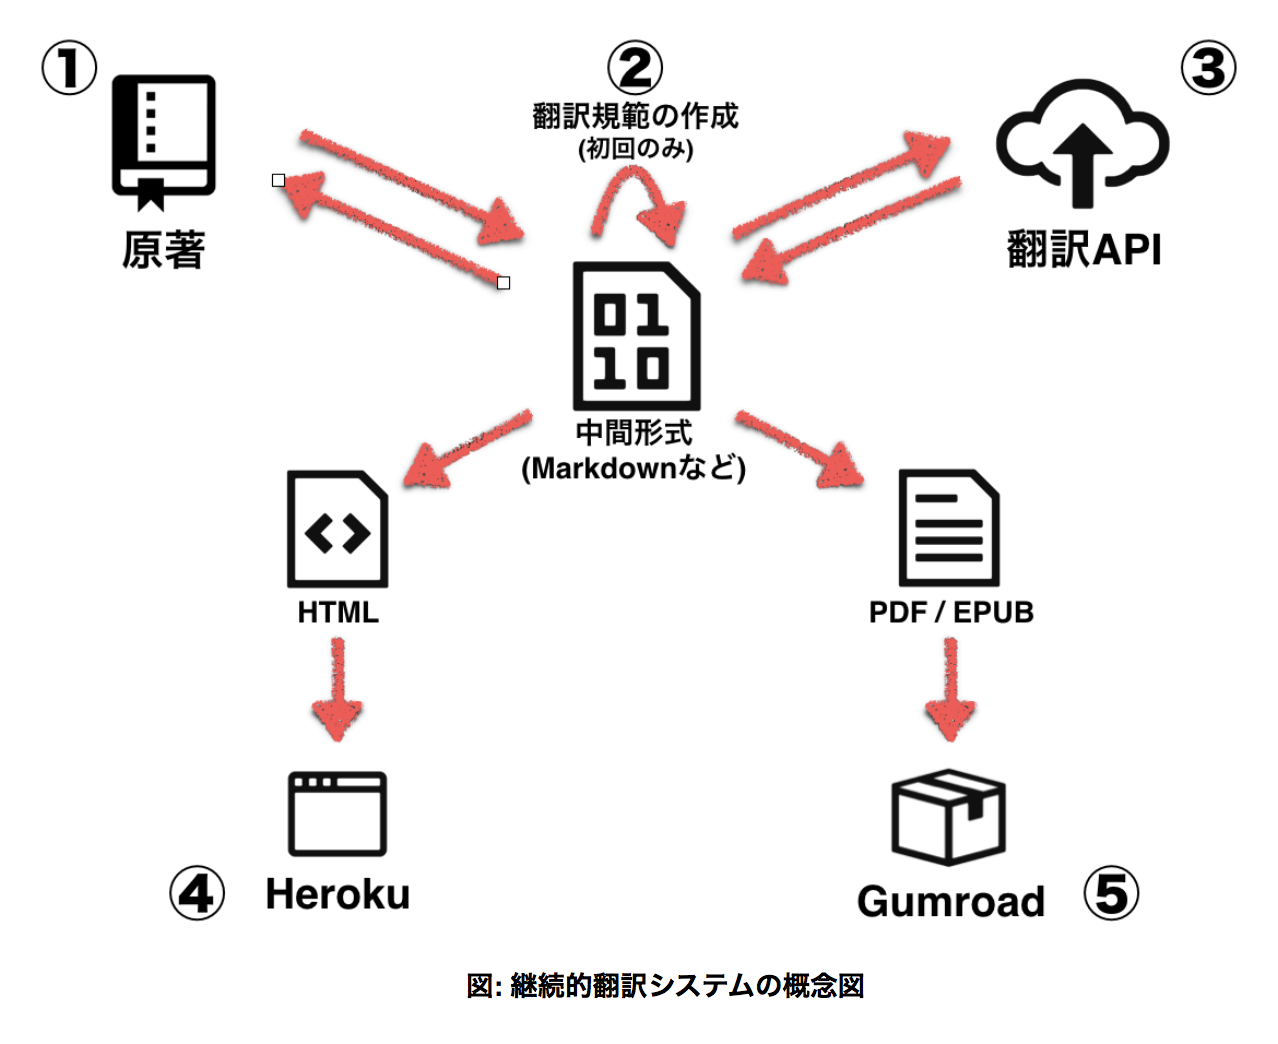 ①
原著
②
翻訳規範の作成
(初回のみ)
③
翻訳API
01
10
中間形式
(Markdownなど)
HTML
PDF / EPUB
④ Heroku
Gumroad ⑤
図: 継続的翻訳システムの概念図